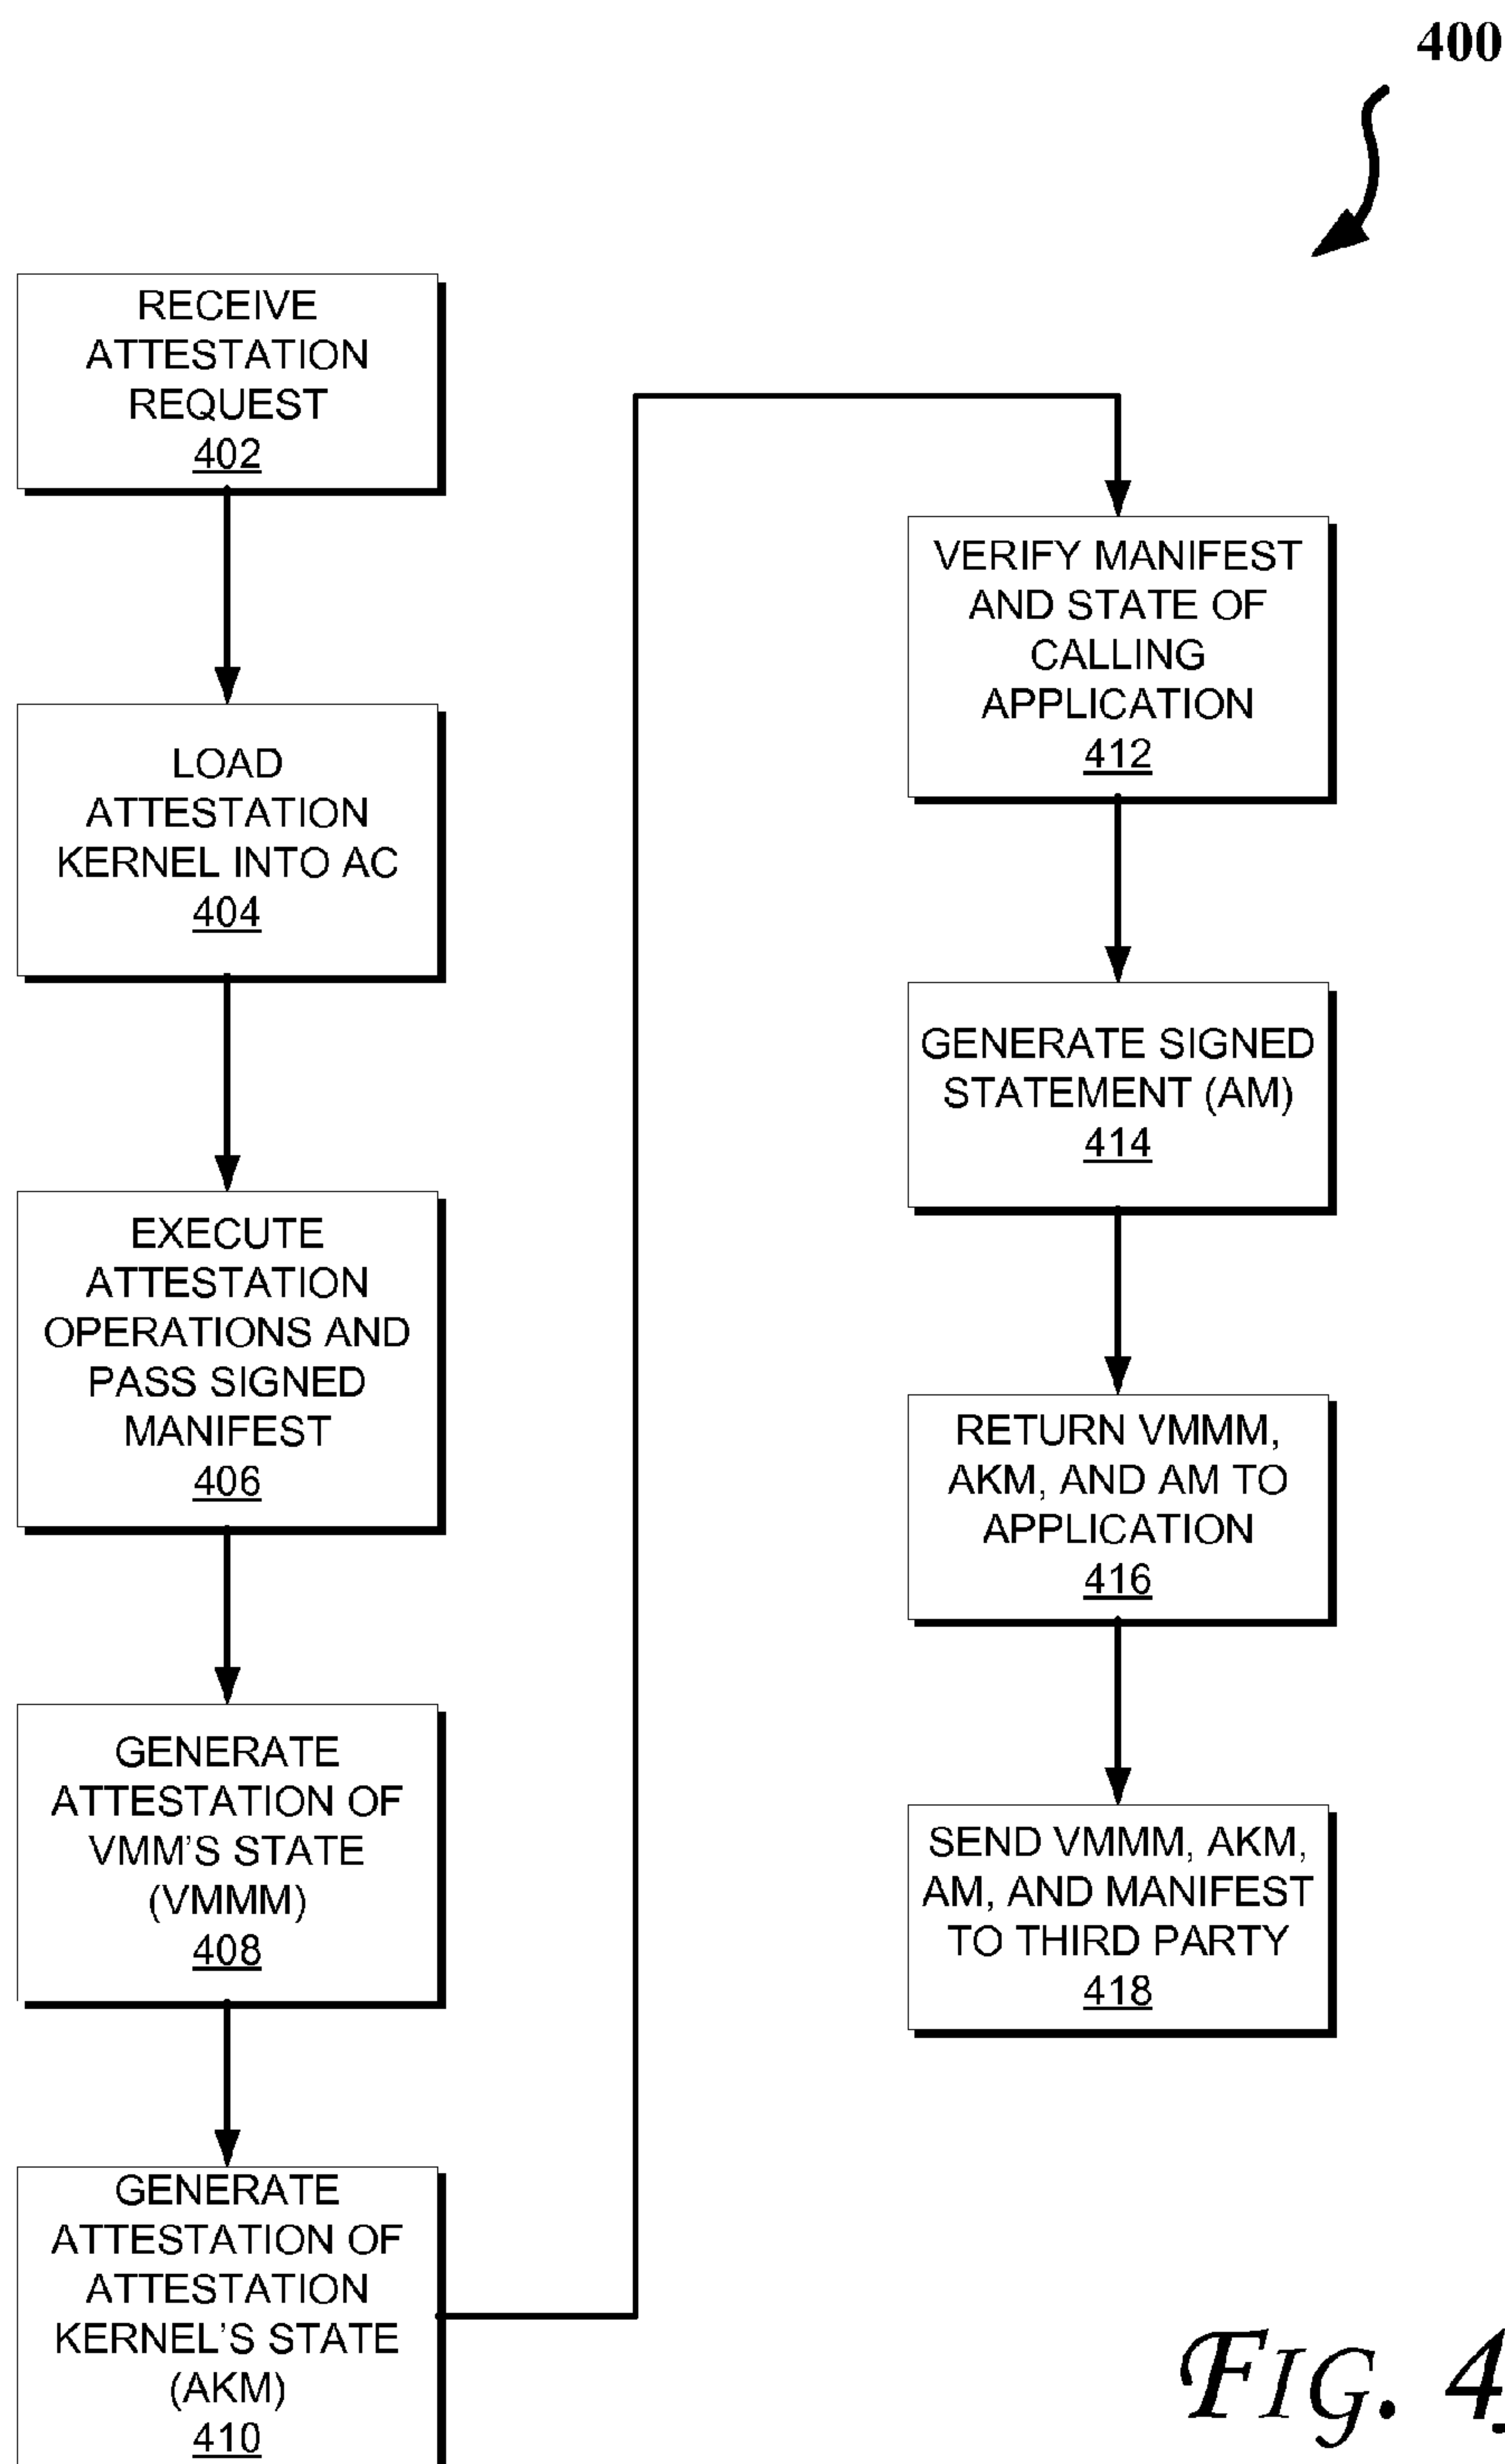 400
RECEIVE
ATTESTATION
REQUEST
402
LOAD
ATTESTATION
KERNEL INTO AC
404
EXECUTE
ATTESTATION
OPERATIONS AND
PASS SIGNED
MANIFEST
406
GENERATE
ATTESTATION OF
VMM'S STATE
(VMMM)
408
GENERATE
ATTESTATION OF
ATTESTATION
KERNEL'S STATE
(AKM)
410
VERIFY MANIFEST
AND STATE OF
CALLING
APPLICATION
412
GENERATE SIGNED
STATEMENT (AM)
414
RETURN VMMM,
AKM, AND AM TO
APPLICATION
416
SEND VMMM, AKM,
AM, AND MANIFEST
TO THIRD PARTY
418
FIG. 4